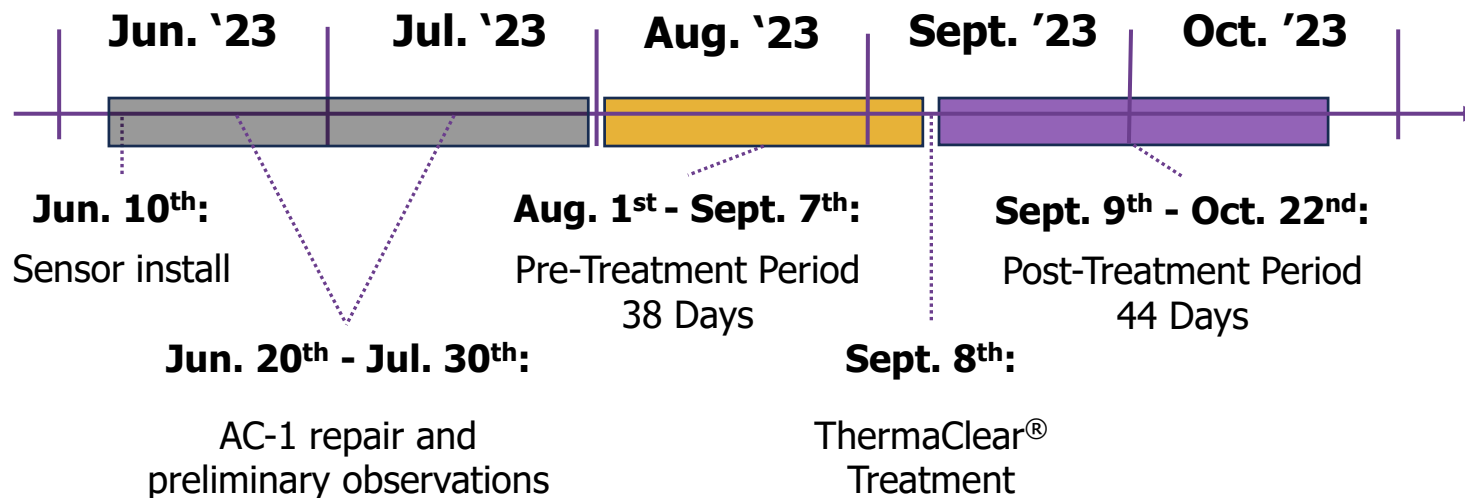 Jun. ‘23
Jul. ‘23
Aug. ‘23
Sept. ’23
Oct. ’23
Jun. 10th:
Sensor install
Aug. 1st - Sept. 7th:
Pre-Treatment Period
38 Days
Sept. 9th - Oct. 22nd:
Post-Treatment Period
44 Days
Jun. 20th - Jul. 30th:
AC-1 repair and
preliminary observations
Sept. 8th:
ThermaClear®
Treatment